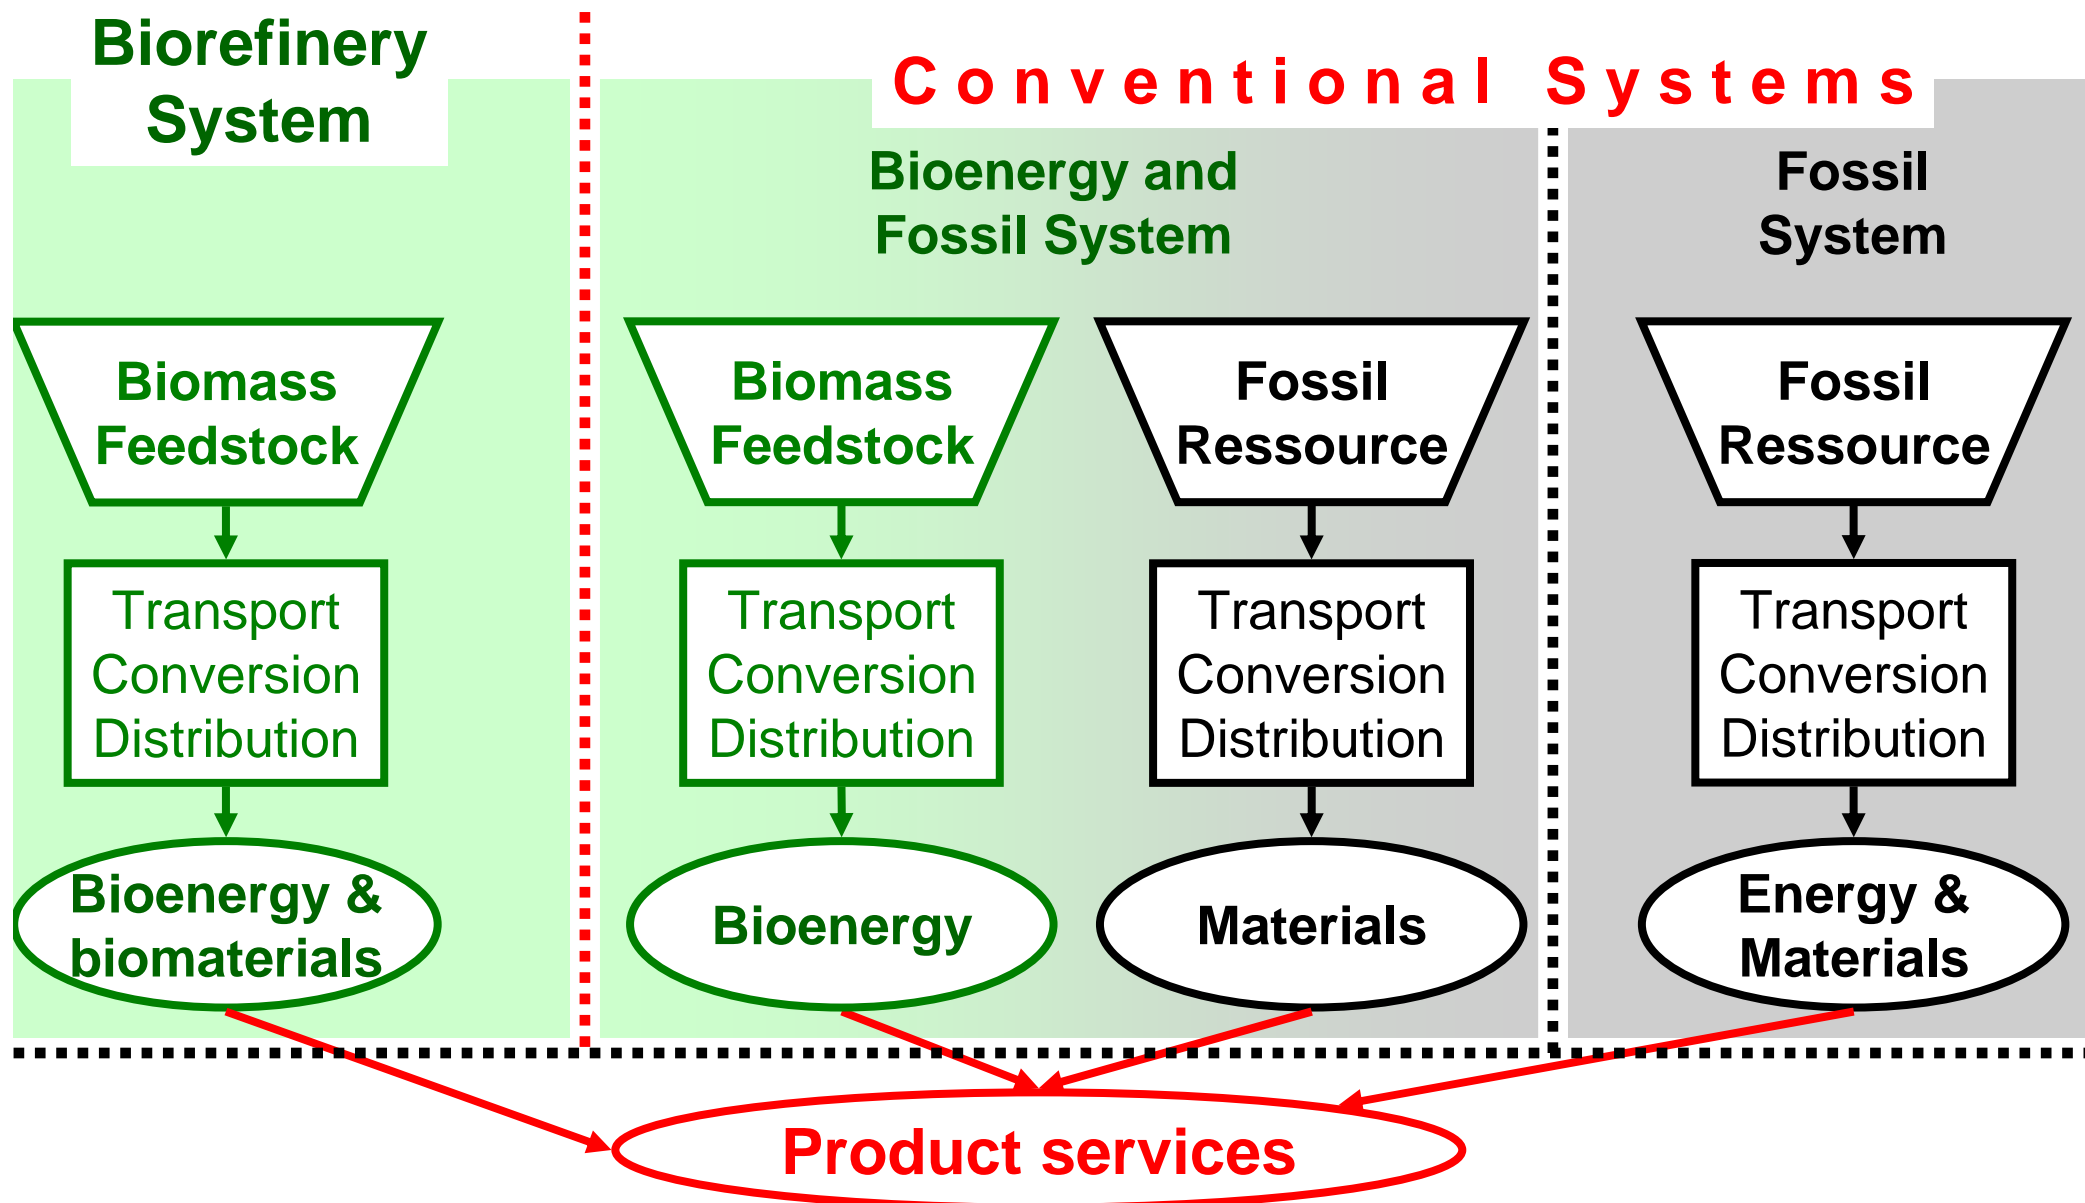 Biorefinery
System
Conventional Systems
Bioenergy and
Fossil System
Fossil
System
Biomass
Feedstock
Transport
Conversion
Distribution
Bioenergy &
biomaterials
Biomass
Feedstock
Transport
Conversion
Distribution
Bioenergy
Fossil
Ressource
Transport
Conversion
Distribution
Materials
Fossil
Ressource
Transport
Conversion
Distribution
Energy &
Materials
Product services